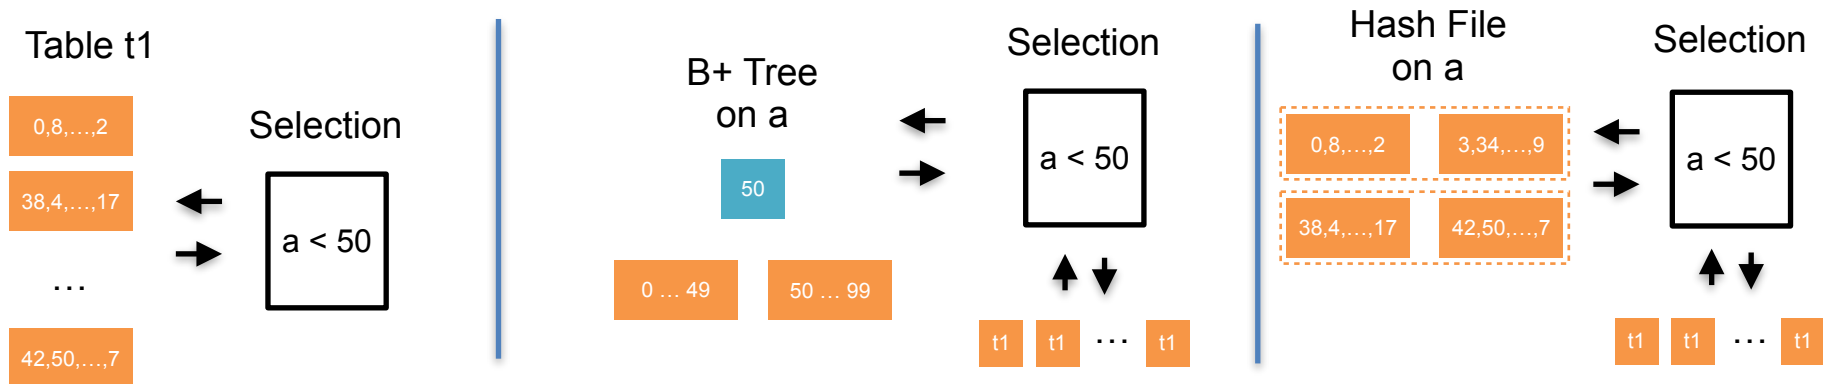 Table t1
0,8,…,2
38,4,…,17
…
42,50,…,7
Selection
a < 50
B+ Tree
on a
50
0 … 49
50 … 99
Selection
a < 50
t1 t1 … t1
Hash File
on a
0,8,…,2 3,34,…,9
38,4,…,17 42,50,…,7
Selection
a < 50
t1 t1 … t1